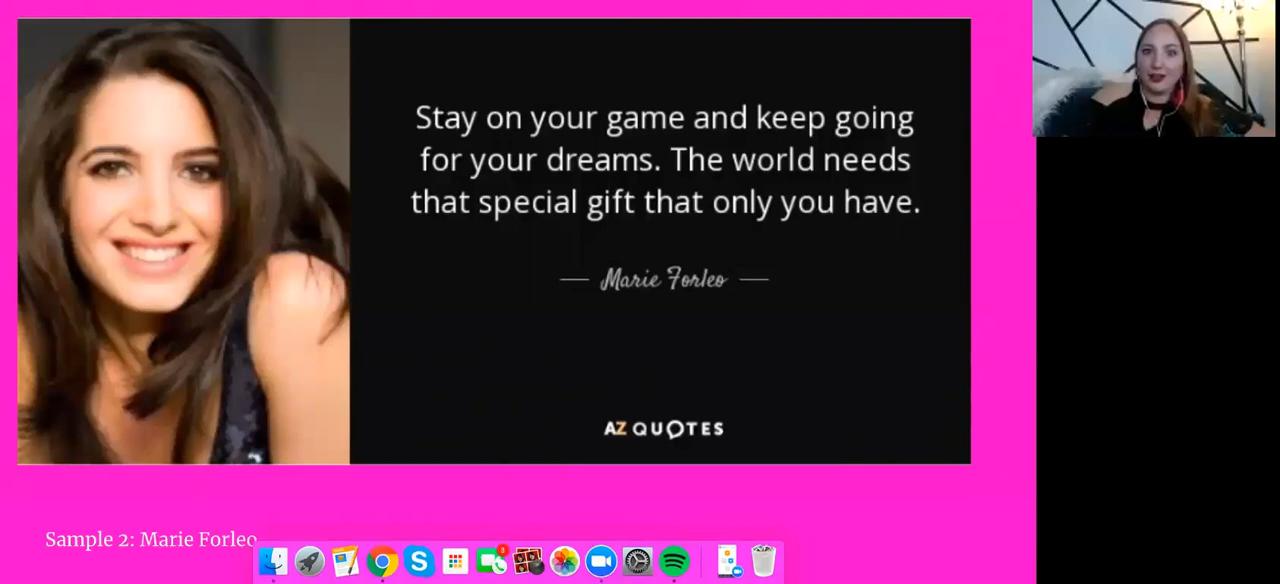 Stay on your game and keep going
for your dreams. The world needs
that special gift that only you have.
Marie Forleo
AZ QUOTES
Sample 2: Marie Forleo
3